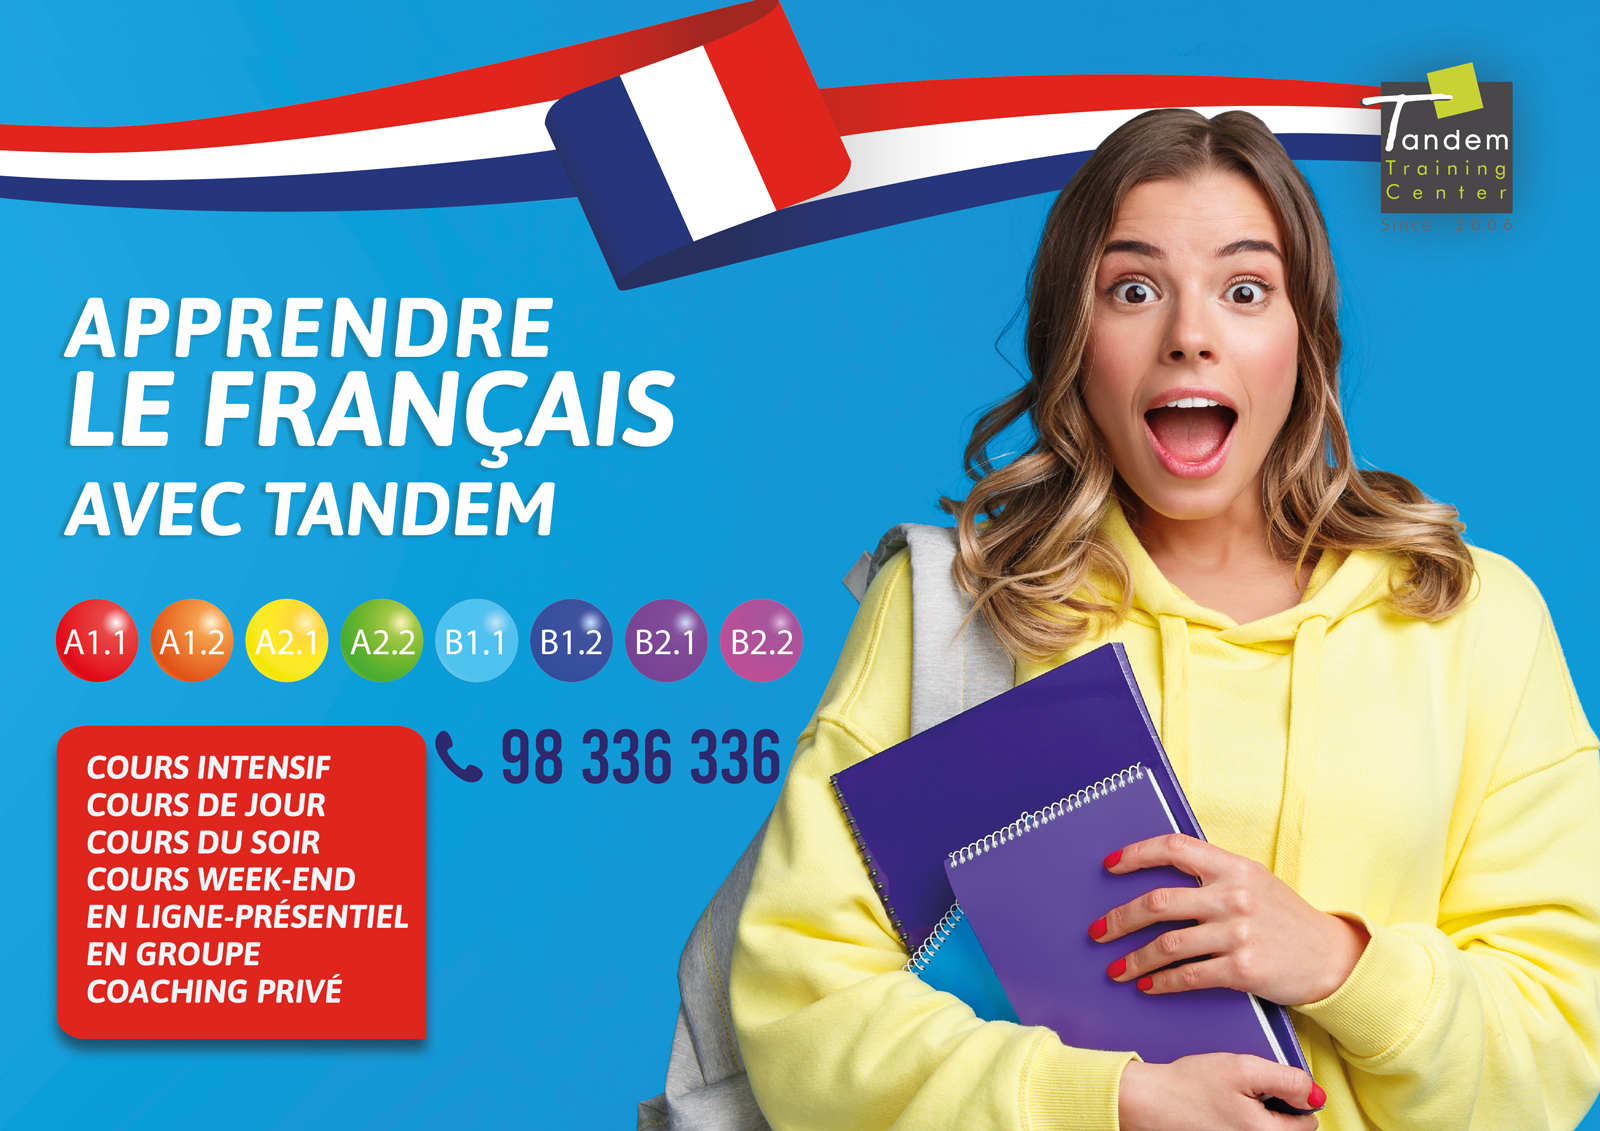 Tandem
Training
Center
Since 2006
APPRENDRE
LE FRANÇAIS
AVEC TANDEM
A1.1 A1.2 A2.1 A2.2 B1.1 B1.2 B2.1 B2.2
98 336 336
COURS INTENSIF
COURS DE JOUR
COURS DU SOIR
COURS WEEK-END
EN LIGNE-PRÉSENTIEL
EN GROUPE
COACHING PRIVÉ